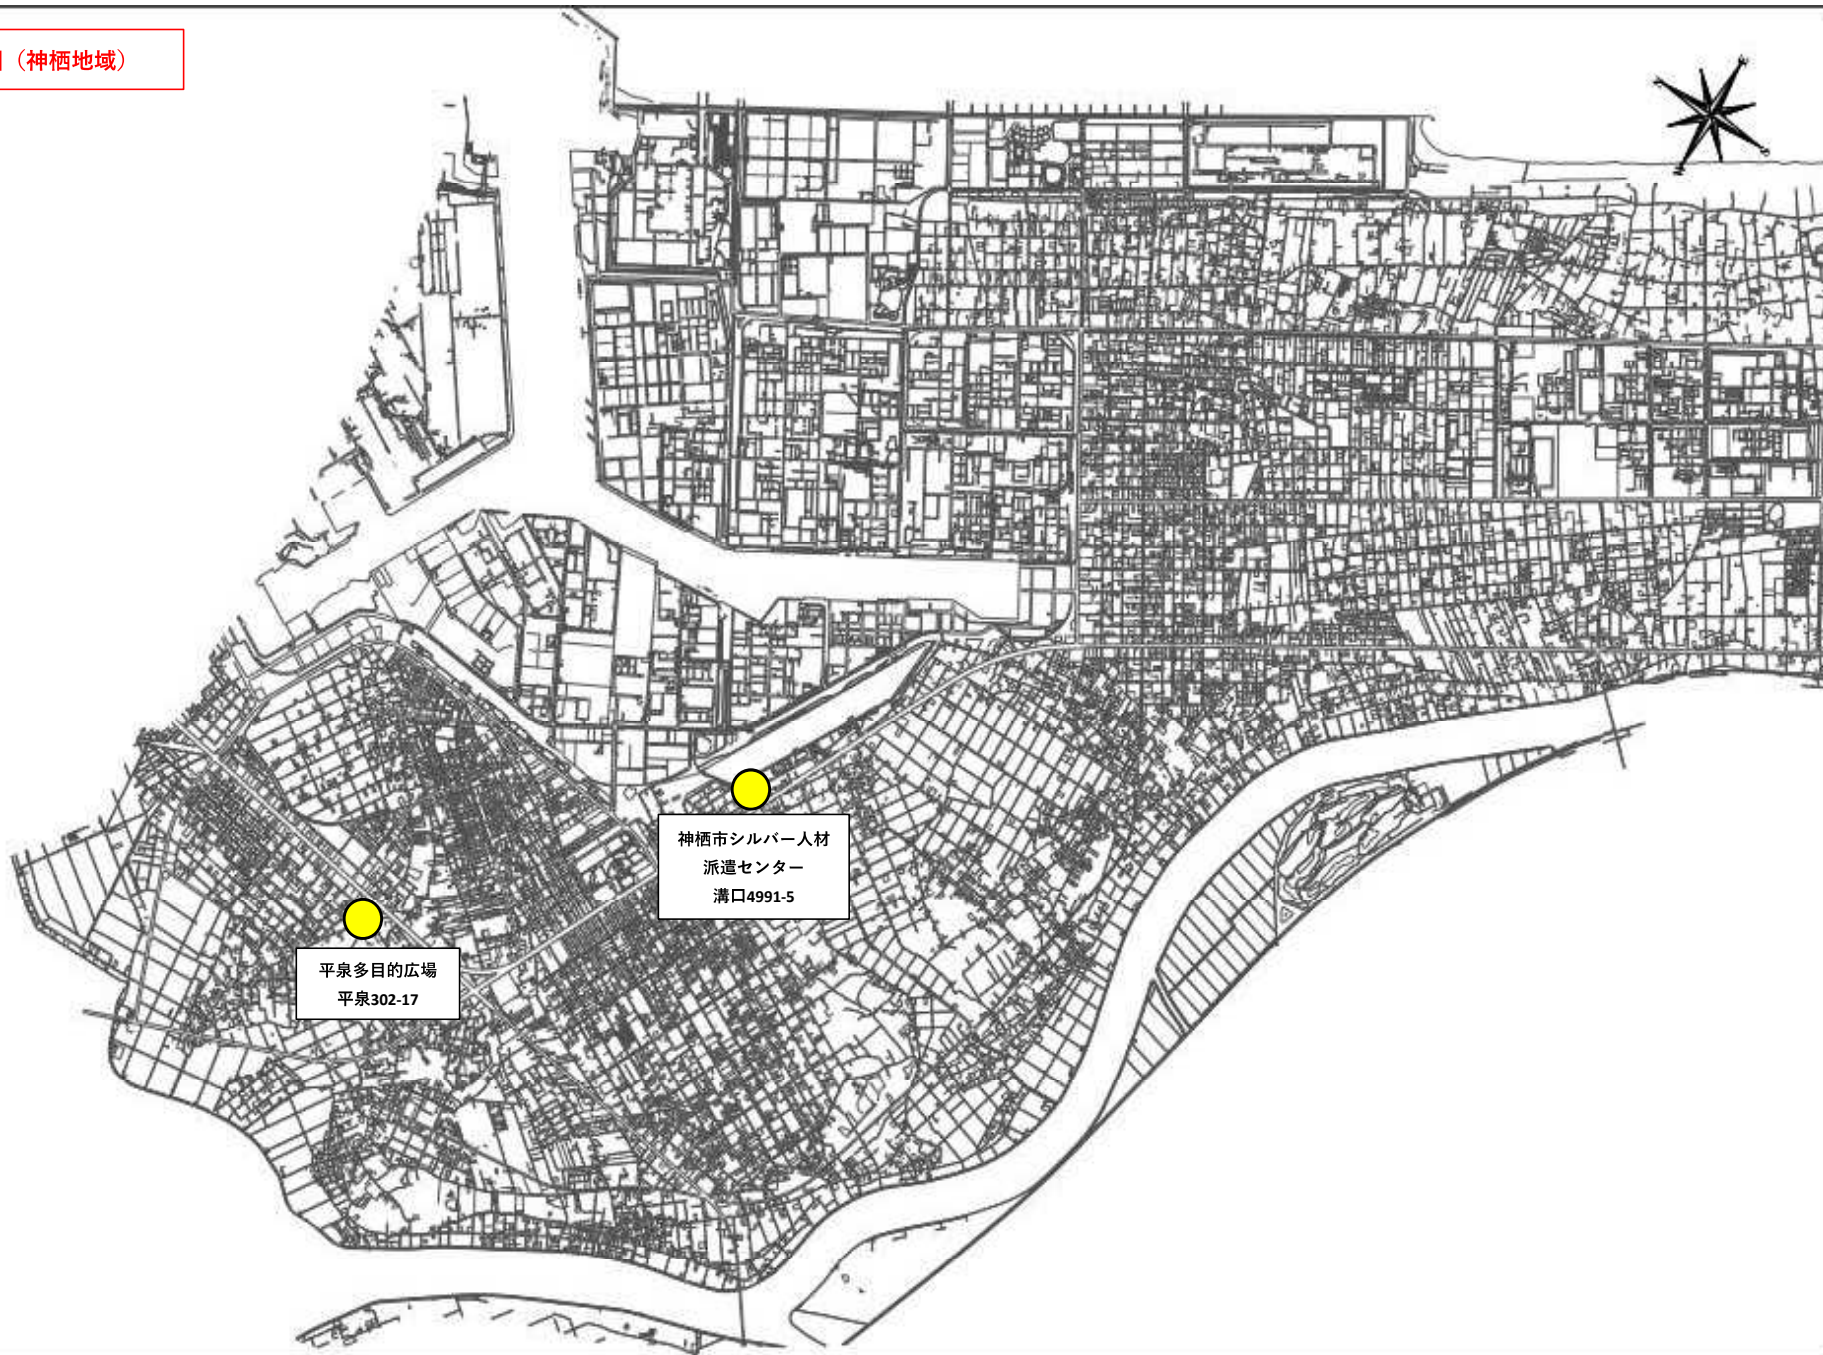 （神栖地域）
神栖市シルバー人材
派遣センター
溝口4991-5
平泉多目的広場
平泉302-17